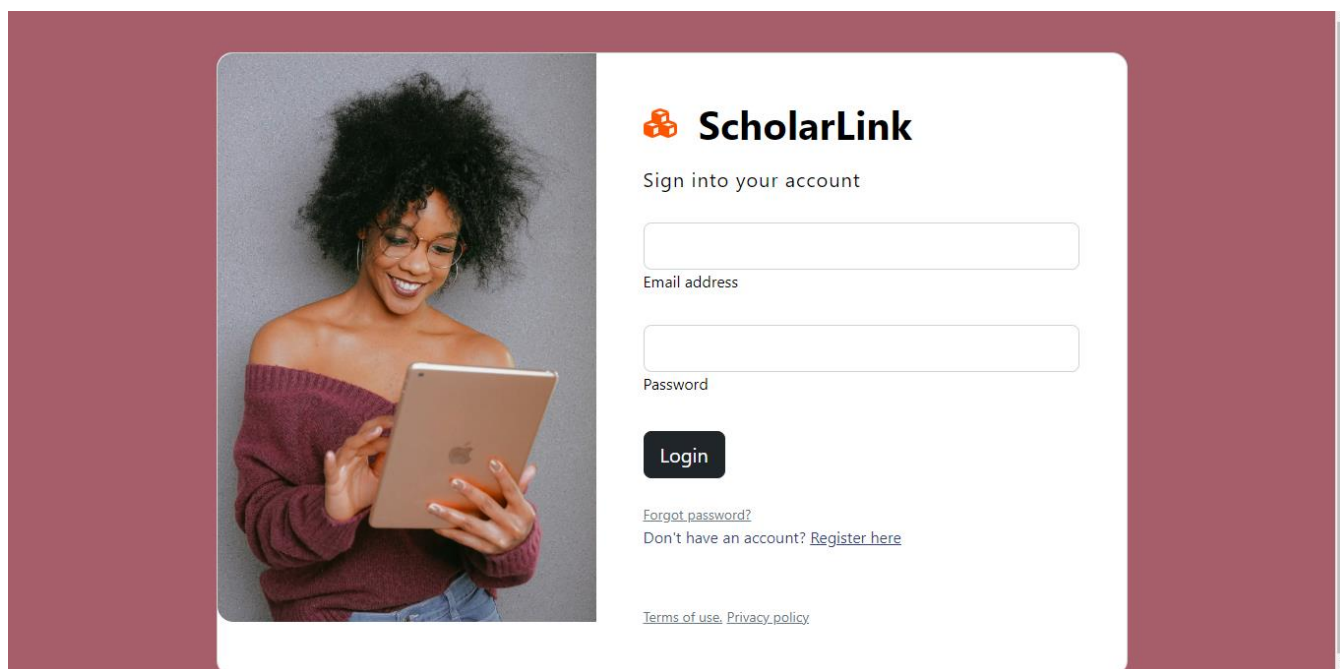 ScholarLink
Sign into your account
Email address
Password
Login
Forgot password?
Don't have an account? Register here
Terms of use. Privacy policy